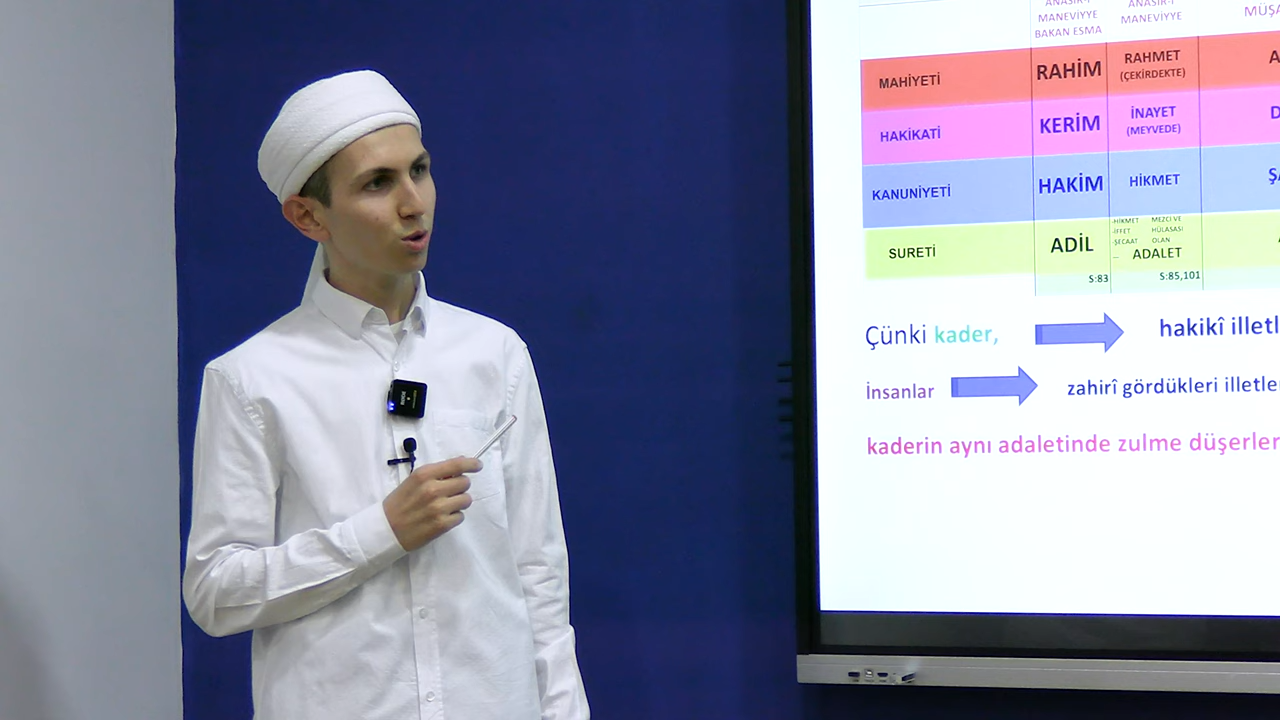 ANASIR-I ANASIR-I
MANEVİYYE MANEVİYYE
BAKAN ESMA
MAHİYETİ RAHİM RAHMET
(ÇEKİRDEKTE)
HAKİKATİ KERİM İNAYET
(MEYVEDE)
KANUNİYETİ HAKİM HİKMET
-HİKMET MEZCİ VE
-İFFET HÜLASASI
-ŞECAAT OLAN
SURETİ ADİL ADALET
S:83 S:85,101
Çünki kader, hakikî illetl
İnsanlar zahirî gördükleri illetle
kaderin aynı adaletinde zulme düşerler
RODE